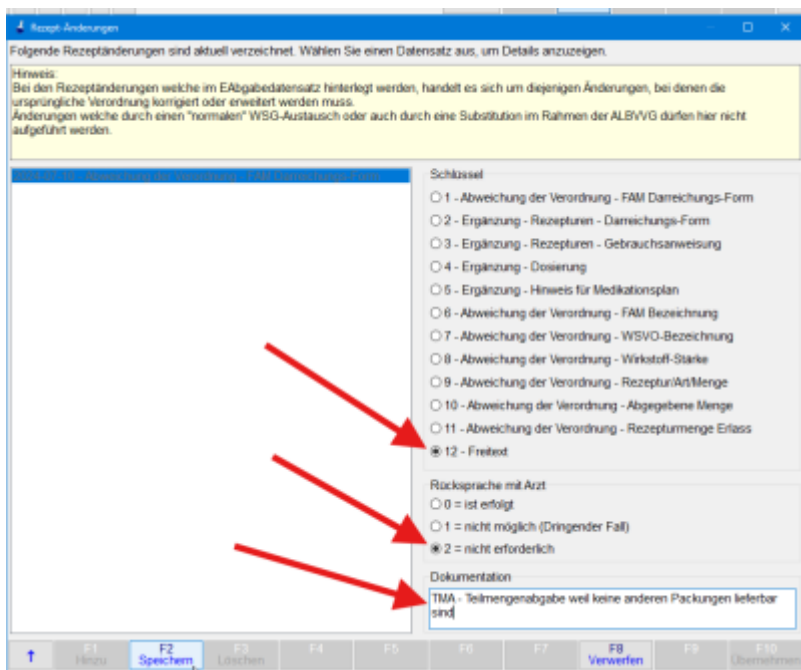 Rezept-Änderungen
Folgende Rezeptänderungen sind aktuell verzeichnet. Wählen Sie einen Datensatz aus, um Details anzuzeigen.
Hinweis:
Bei den Rezeptänderungen welche im EAbgabedatensatz hinterlegt werden, handelt es sich um diejenigen Änderungen, bei denen die
ursprüngliche Verordnung korrigiert oder erweitert werden muss.
Änderungen welche durch einen "normalen" WSG-Austausch oder auch durch eine Substitution im Rahmen der ALBVVG dürfen hier nicht
aufgeführt werden.
Abweichung der Verordnung - FAM Darreichungs-Form
Schlüssel
1 - Abweichung der Verordnung - FAM Darreichungs-Form
2 - Ergänzung - Rezepturen - Darreichungs-Form
3 - Ergänzung - Rezepturen - Gebrauchsanweisung
4 - Ergänzung - Dosierung
5 - Ergänzung - Hinweis für Medikationsplan
6 - Abweichung der Verordnung - FAM Bezeichnung
7 - Abweichung der Verordnung - WSVO-Bezeichnung
8 - Abweichung der Verordnung - Wirkstoff-Stärke
9 - Abweichung der Verordnung - Rezeptur/Art/Menge
10 - Abweichung der Verordnung - Abgegebene Menge
11 - Abweichung der Verordnung - Rezepturmenge Erlass
12 - Freitext
Rücksprache mit Arzt
0 = ist erfolgt
1 = nicht möglich (Dringender Fall)
2 = nicht erforderlich
Dokumentation
TMA - Teilmengenabgabe weil keine anderen Packungen lieferbar
sind
F1 F2 F3 F4 F5 F6 F7 F8 F9 F10
Hinzu Speichern Löschen Verwerfen Übernehmen